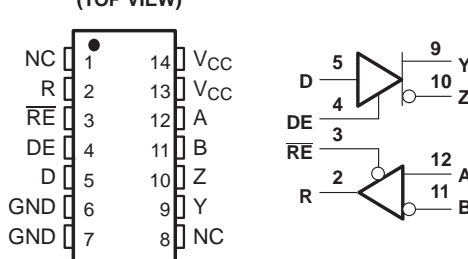 (TOP VIEW)
NC 1 14 VCC
R 2 13 VCC
RE 3 12 A
DE 4 11 B
D 5 10 Z
GND 6 9 Y
GND 7 8 NC
D 5 9 Y
10 Z
DE 4
RE 3
R 2 12 A
11 B